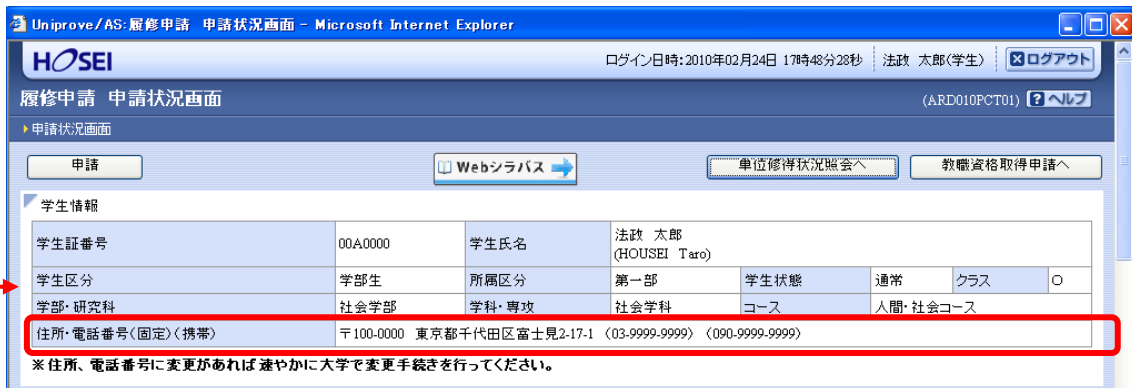 Uniprove/AS:履修申請 申請状況画面 - Microsoft Internet Explorer
HOSEI ログイン日時:2010年02月24日 17時48分28秒 法政 太郎(学生) ログアウト
履修申請 申請状況画面 (ARD010PCT01) ? ヘルプ
申請状況画面
申請 Webシラバス 単位修得状況照会へ 教職資格取得申請へ
学生情報
学生証番号 00A0000 学生氏名 法政 太郎
(HOUSEI Taro)
学生区分 学部生 所属区分 第一部 学生状態 通常 クラス O
学部・研究科 社会学部 学科・専攻 社会学科 コース 人間・社会コース
住所・電話番号(固定)(携帯) 〒100-0000 東京都千代田区富士見2-17-1 (03-9999-9999) (090-9999-9999)
※住所、電話番号に変更があれば速やかに大学で変更手続きを行ってください。